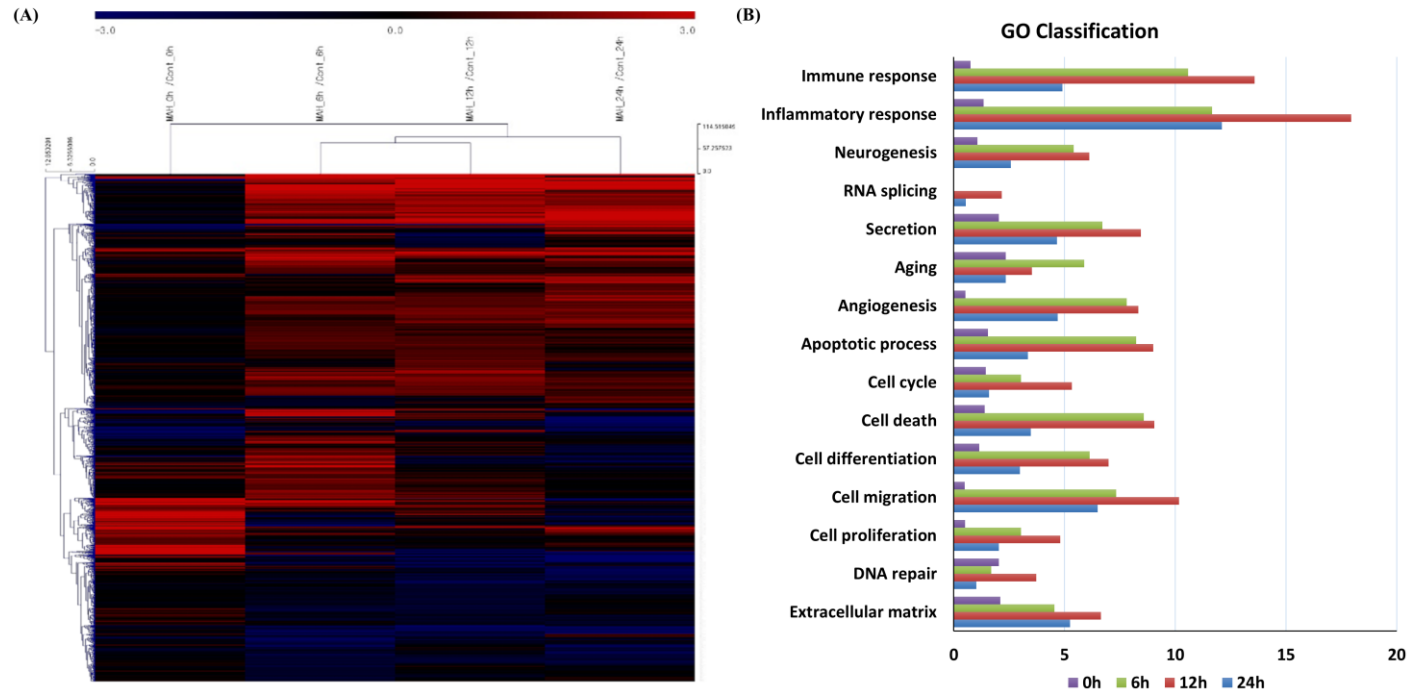 (A)
-3.0 0.0 3.0
MAH_0h /Cont_0h
MAH_6h /Cont_6h
MAH_12h /Cont_12h
MAH_24h /Cont_24h
0.0
(B)
GO Classification
Immune response
Inflammatory response
Neurogenesis
RNA splicing
Secretion
Aging
Angiogenesis
Apoptotic process
Cell cycle
Cell death
Cell differentiation
Cell migration
Cell proliferation
DNA repair
Extracellular matrix
0 5 10 15 20
0h 6h 12h 24h